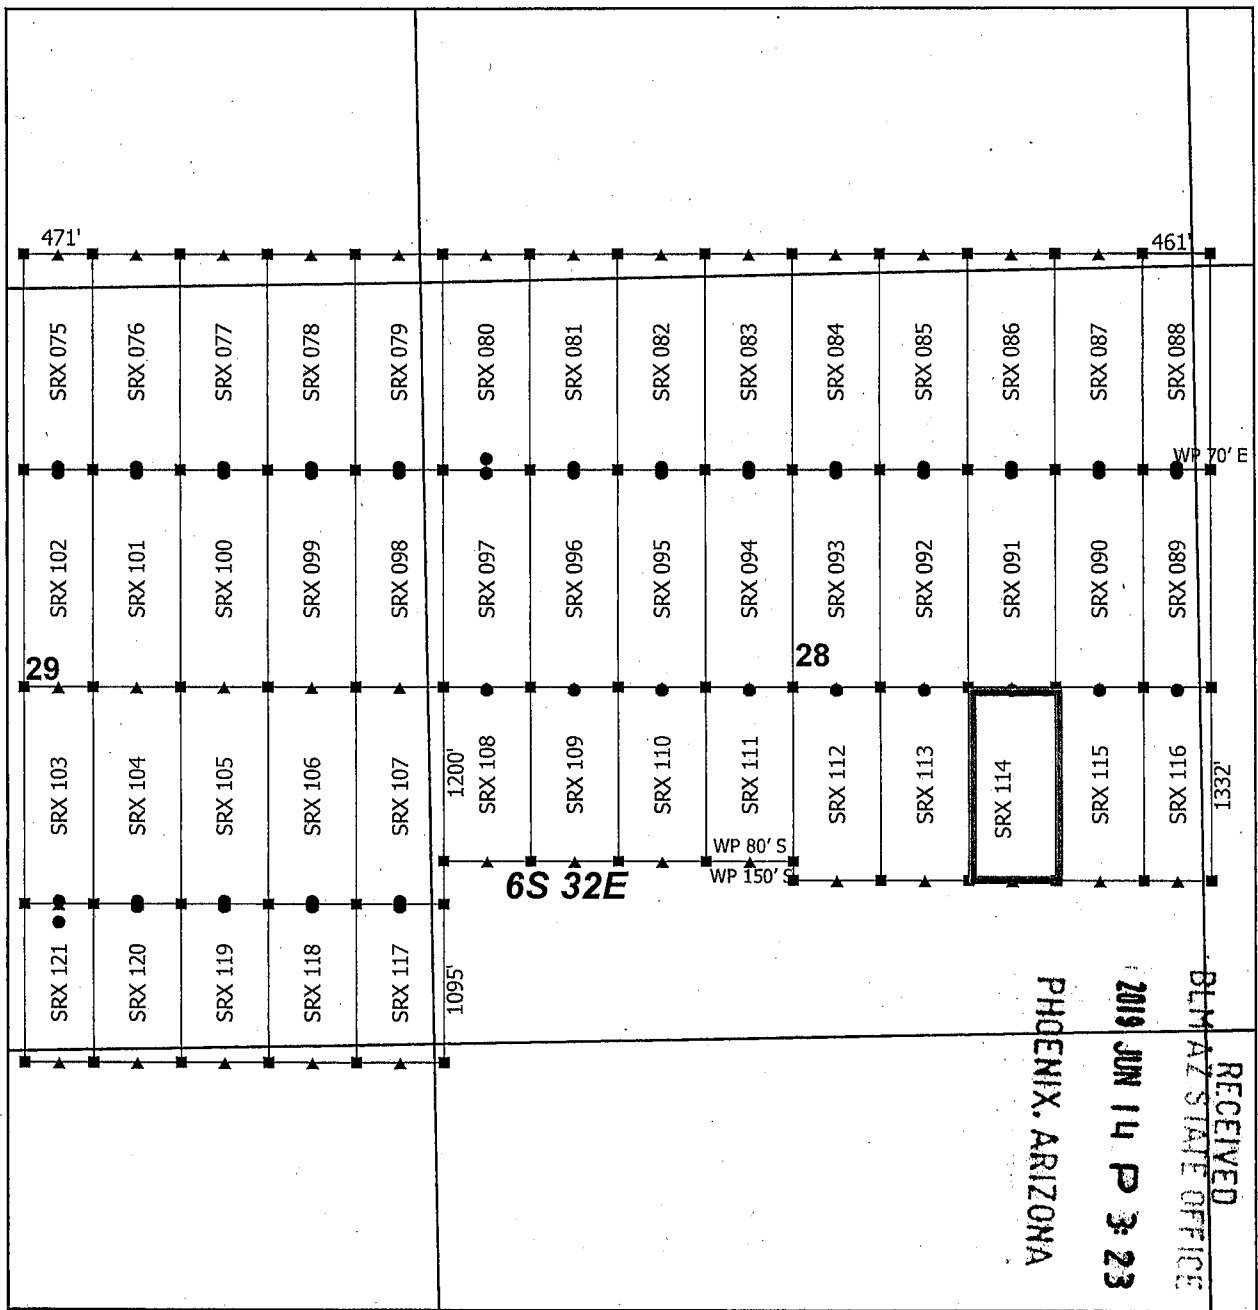 471'
461'
SRX 075
SRX 076
SRX 077
SRX 078
SRX 079
SRX 080
SRX 081
SRX 082
SRX 083
SRX 084
SRX 085
SRX 086
SRX 087
SRX 088
WP 70' E
SRX 102
SRX 101
SRX 100
SRX 099
SRX 098
SRX 097
SRX 096
SRX 095
SRX 094
SRX 093
SRX 092
SRX 091
SRX 090
SRX 089
29
28
SRX 103
SRX 104
SRX 105
SRX 106
SRX 107
1200'
SRX 108
SRX 109
SRX 110
SRX 111
SRX 112
SRX 113
SRX 114
SRX 115
SRX 116
1332'
WP 80' S
WP 150' S
6S 32E
SRX 121
SRX 120
SRX 119
SRX 118
SRX 117
1095'
RECEIVED
BLM AZ STATE OFFICE
2019 JUN 14 P 3:23
PHOENIX, ARIZONA